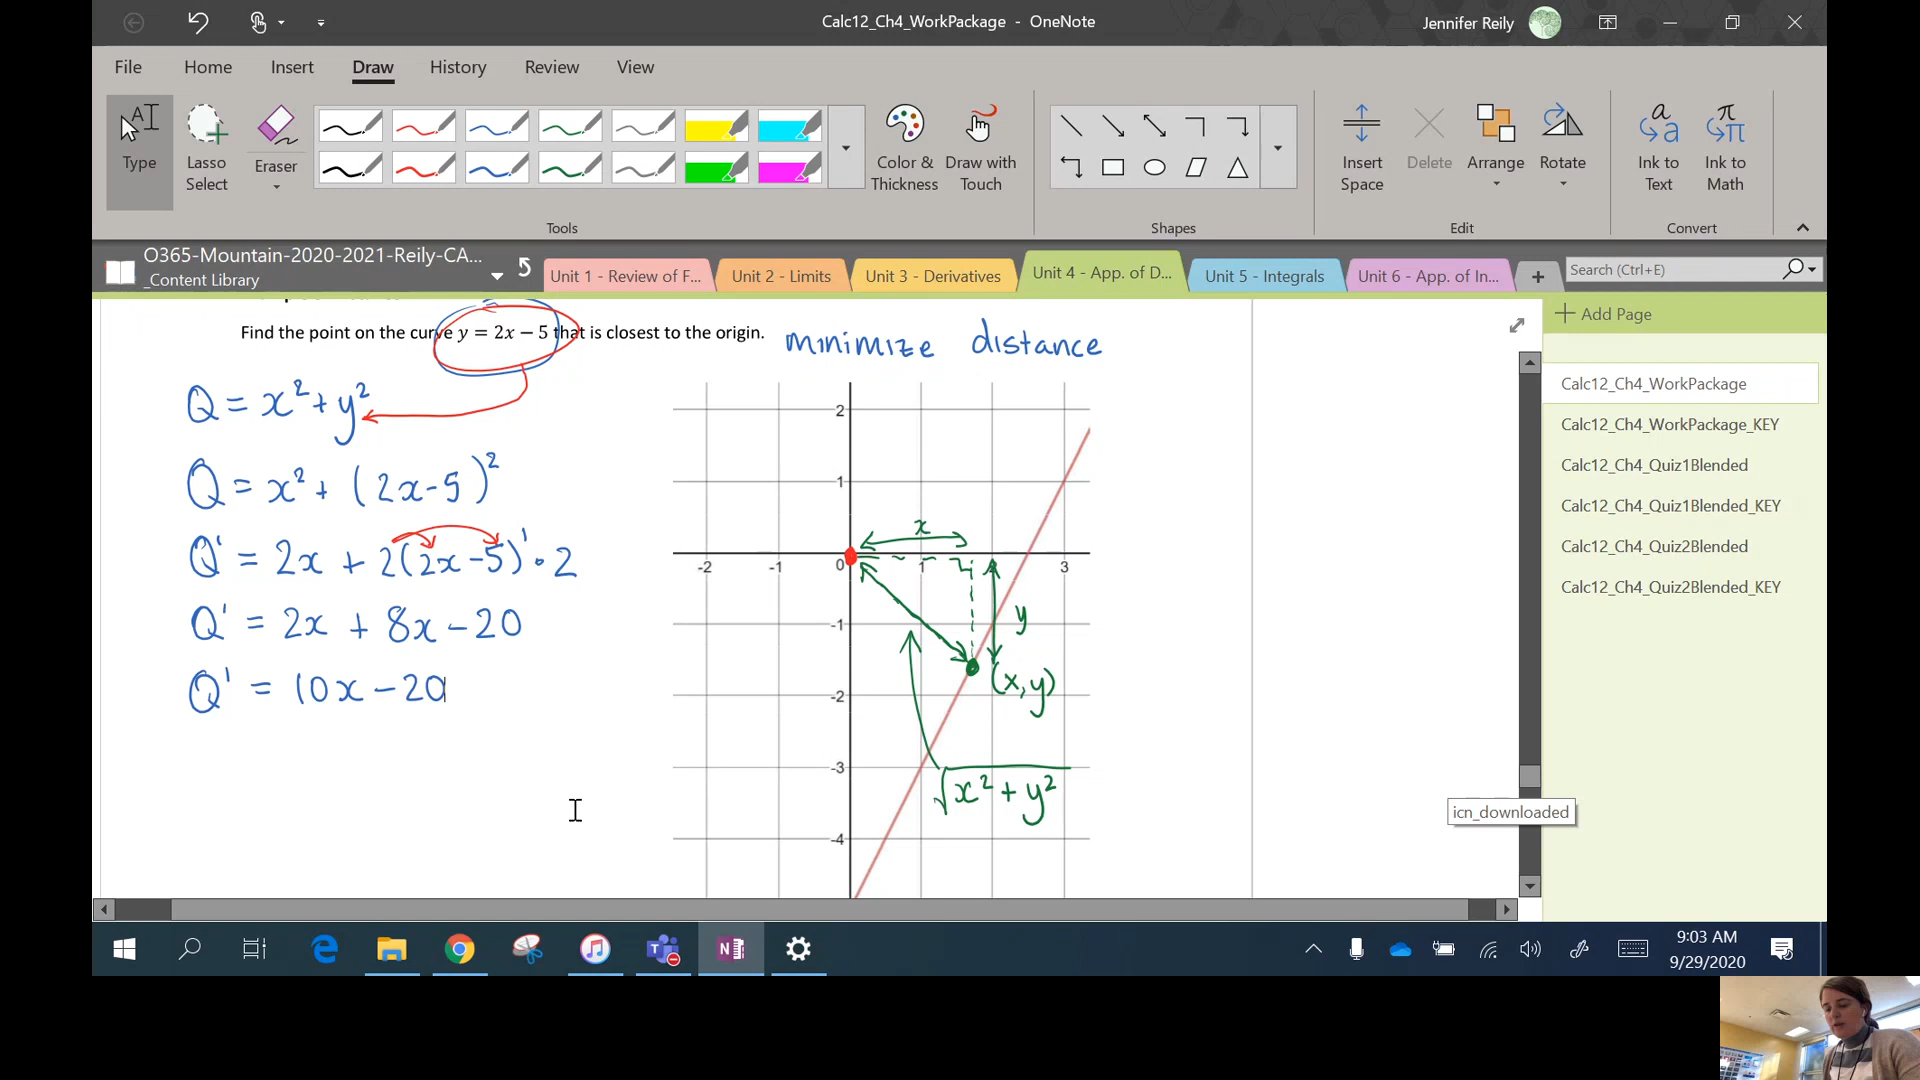 Calc12_Ch4_WorkPackage - OneNote
Jennifer Reily
File Home Insert Draw History Review View
Type
Lasso Select
Eraser
Color & Thickness
Draw with Touch
Insert Space
Delete
Arrange
Rotate
Ink to Text
Ink to Math
Tools
Shapes
Edit
Convert
O365-Mountain-2020-2021-Reily-CA...
_Content Library
Unit 1 - Review of F...
Unit 2 - Limits
Unit 3 - Derivatives
Unit 4 - App. of D...
Unit 5 - Integrals
Unit 6 - App. of In...
+
Search (Ctrl+E)
Add Page
Calc12_Ch4_WorkPackage
Calc12_Ch4_WorkPackage_KEY
Calc12_Ch4_Quiz1Blended
Calc12_Ch4_Quiz1Blended_KEY
Calc12_Ch4_Quiz2Blended
Calc12_Ch4_Quiz2Blended_KEY
Find the point on the curve y = 2x − 5 that is closest to the origin.
minimize distance
Q = x² + y²
Q = x² + (2x-5)²
Q' = 2x + 2(2x-5)' · 2
Q' = 2x + 8x - 20
Q' = 10x - 20
2
1
x
-2 -1 0 1 3
-1
y
-2
(x,y)
-3
√x² + y²
-4
icn_downloaded
9:03 AM
9/29/2020